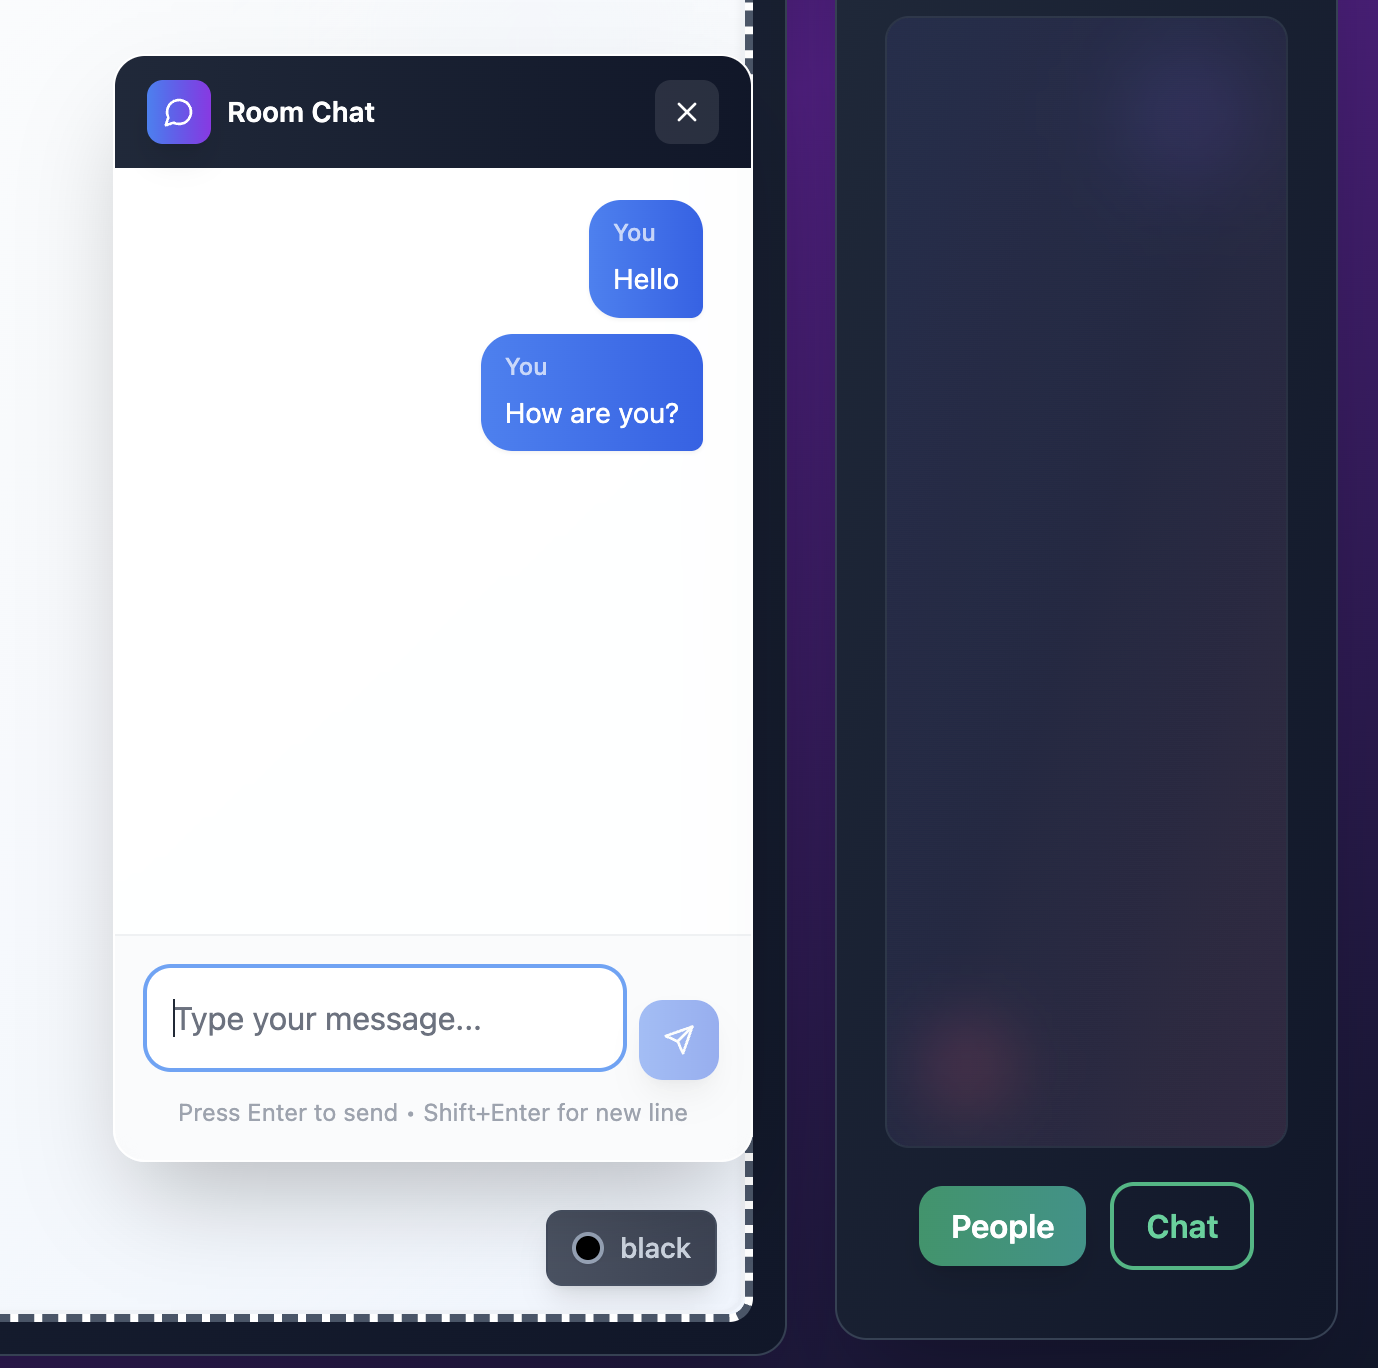 Room Chat
You
Hello
You
How are you?
Type your message...
Press Enter to send • Shift+Enter for new line
black
People
Chat